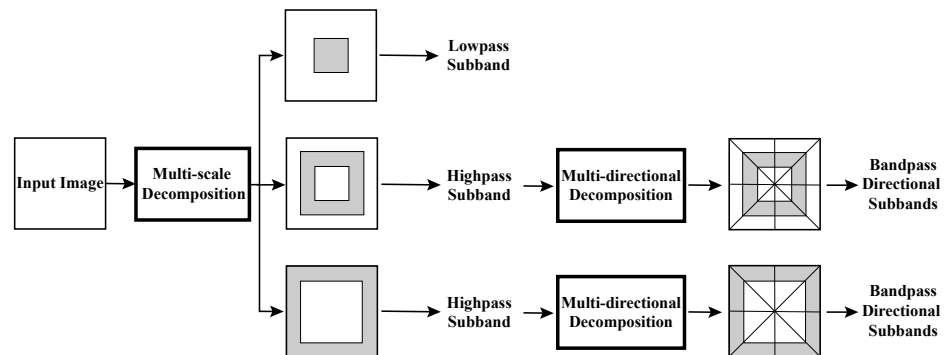 Lowpass
Subband
Input Image
Multi-scale
Decomposition
Highpass
Subband
Multi-directional
Decomposition
Bandpass
Directional
Subbands
Highpass
Subband
Multi-directional
Decomposition
Bandpass
Directional
Subbands